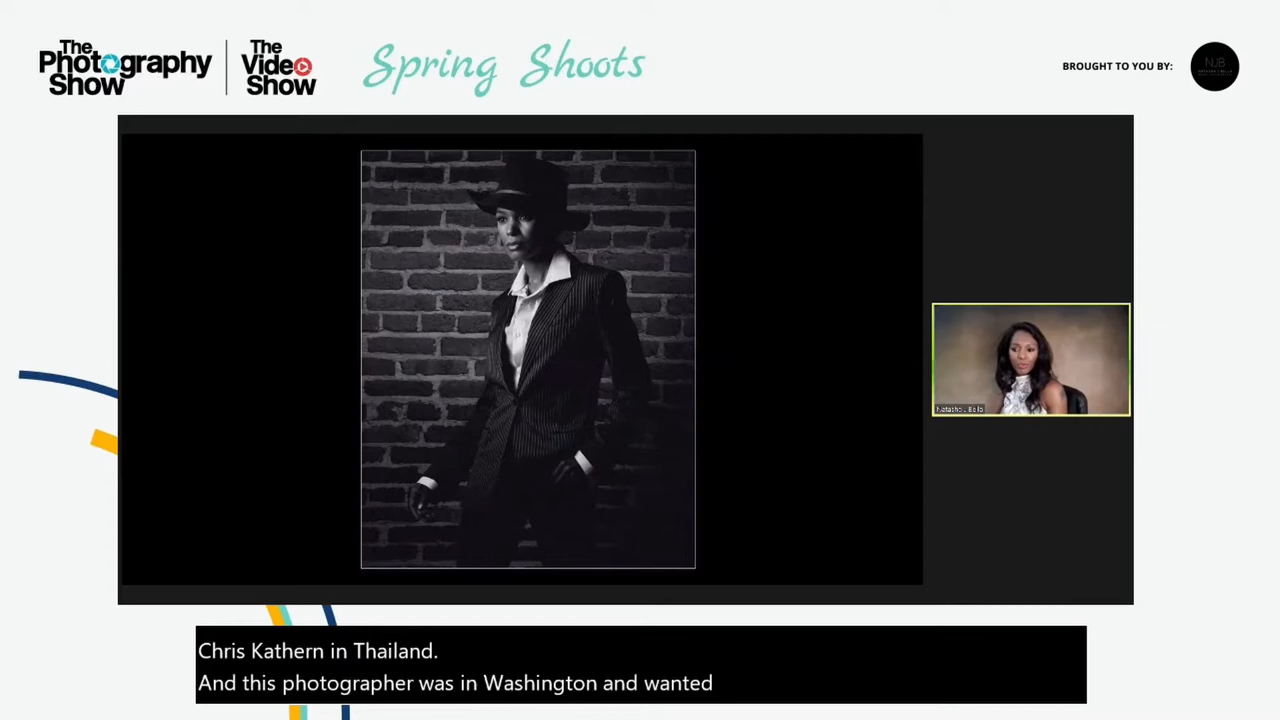 The
Photography
Show
The
Video
Show
Spring Shoots
BROUGHT TO YOU BY:
NJB
Chris Kathern in Thailand.
And this photographer was in Washington and wanted